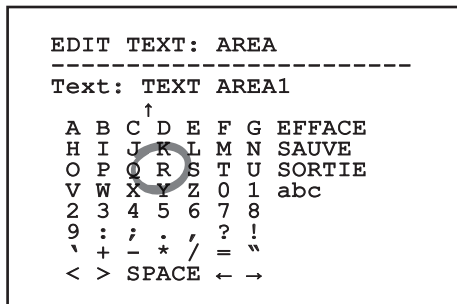 EDIT TEXT: AREA
------------------------
Text: TEXT AREA1
↑
A B C D E F G EFFACE
H I J K L M N SAUVE
O P Q R S T U SORTIE
V W X Y Z 0 1 abc
2 3 4 5 6 7 8
9 : ; . , ? !
‘ + - * / = “
< > SPACE ← →